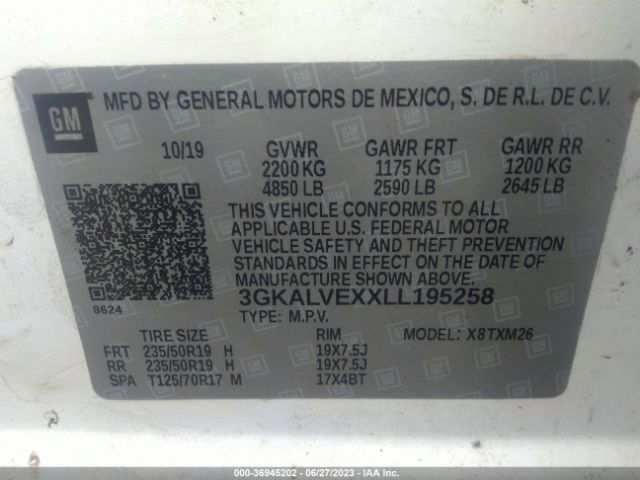 GM ® MFD BY GENERAL MOTORS DE MEXICO, S. DE R.L. DE C.V.
10/19 GVWR GAWR FRT GAWR RR
2200 KG 1175 KG 1200 KG
4850 LB 2590 LB 2645 LB
THIS VEHICLE CONFORMS TO ALL
APPLICABLE U.S. FEDERAL MOTOR
VEHICLE SAFETY AND THEFT PREVENTION
STANDARDS IN EFFECT ON THE DATE OF
MANUFACTURE SHOWN ABOVE.
8624 3GKALVEXXLL195258
TYPE: M.P.V.
TIRE SIZE RIM MODEL: X8TXM26
FRT 235/50R19 H 19X7.5J
RR 235/50R19 H 19X7.5J
SPA T125/70R17 M 17X4BT
000-36945202 - 06/27/2023 - IAA Inc.